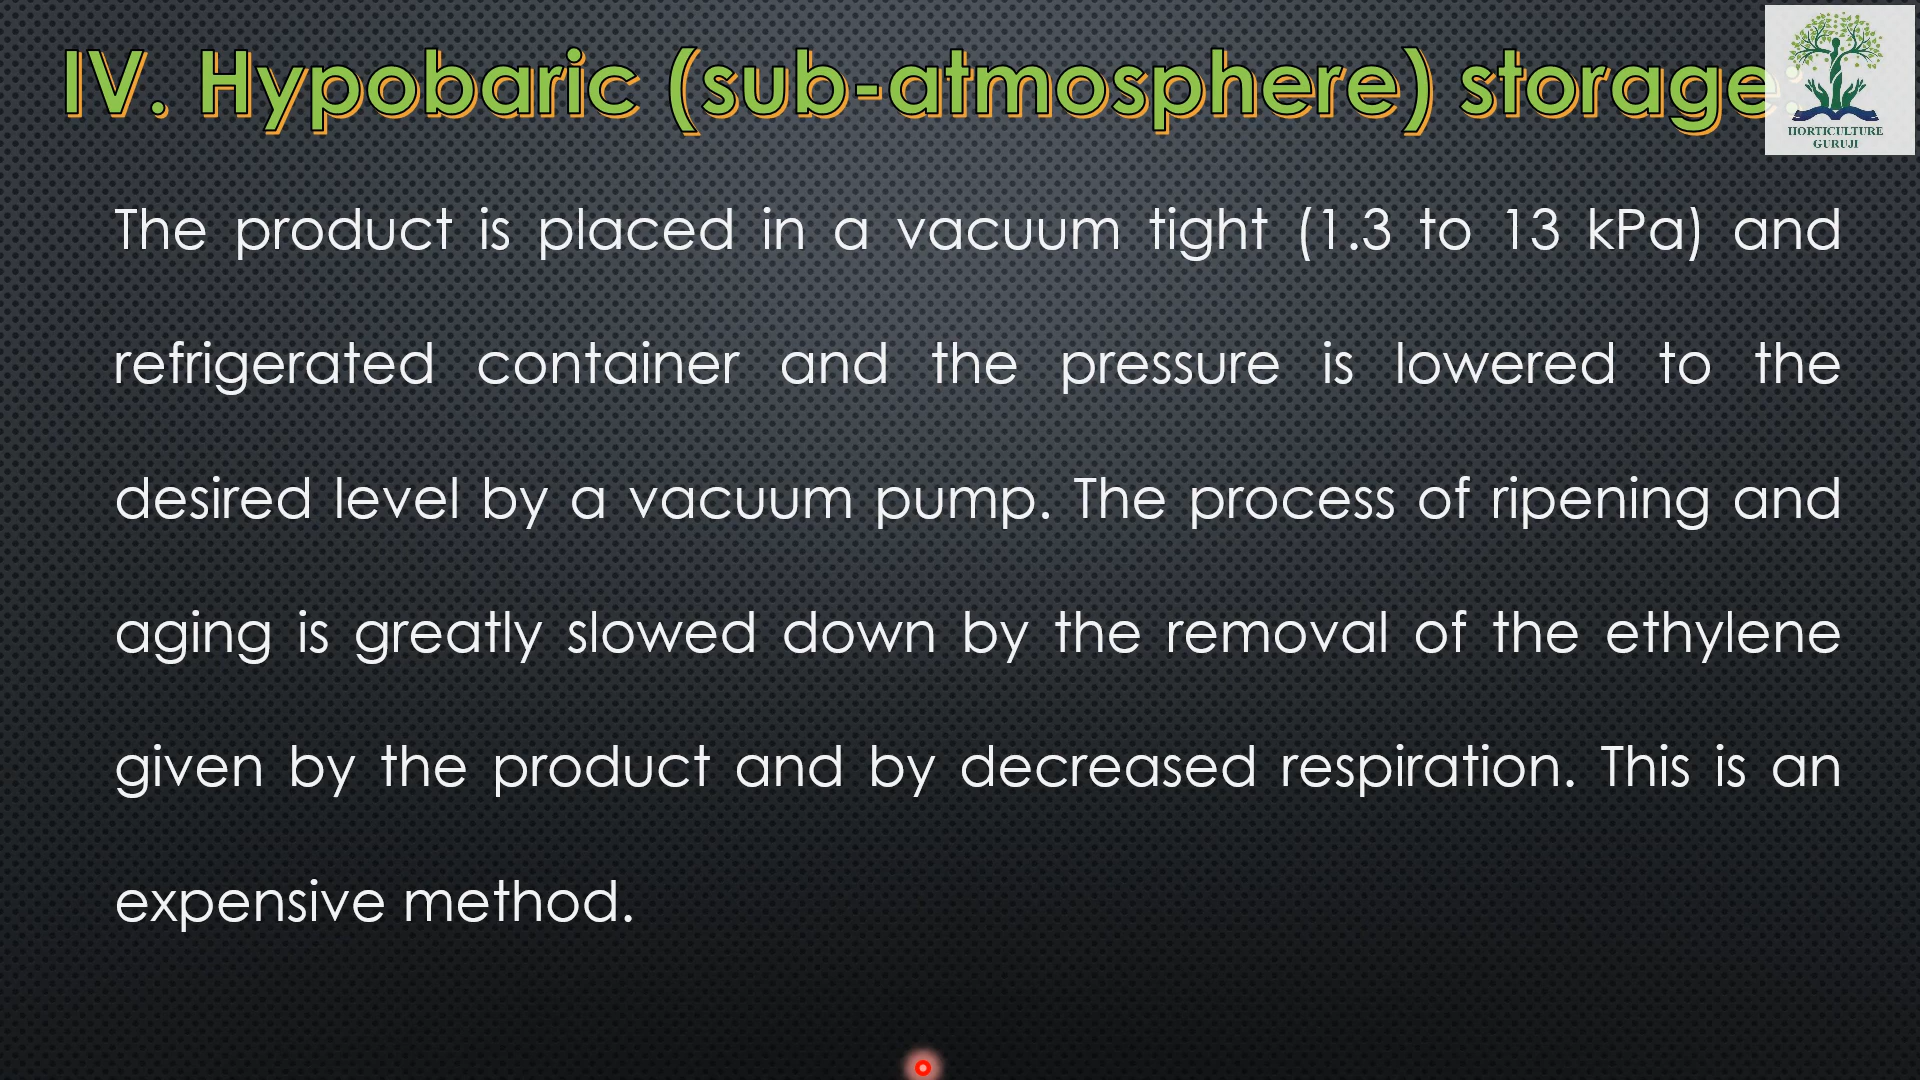 IV. Hypobaric (sub-atmosphere) storage:
HORTICULTURE
GURUJI
The product is placed in a vacuum tight (1.3 to 13 kPa) and
refrigerated container and the pressure is lowered to the
desired level by a vacuum pump. The process of ripening and
aging is greatly slowed down by the removal of the ethylene
given by the product and by decreased respiration. This is an
expensive method.